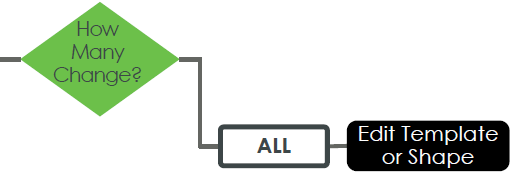 How
Many
Change?
ALL
Edit Template
or Shape